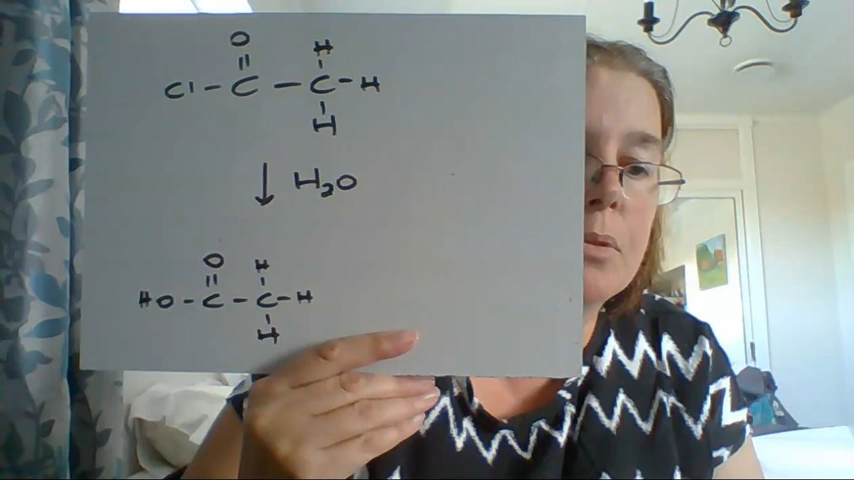 O H
|| |
Cl - C - C - H
|
H
↓ H₂O
O H
|| |
HO - C - C - H
|
H